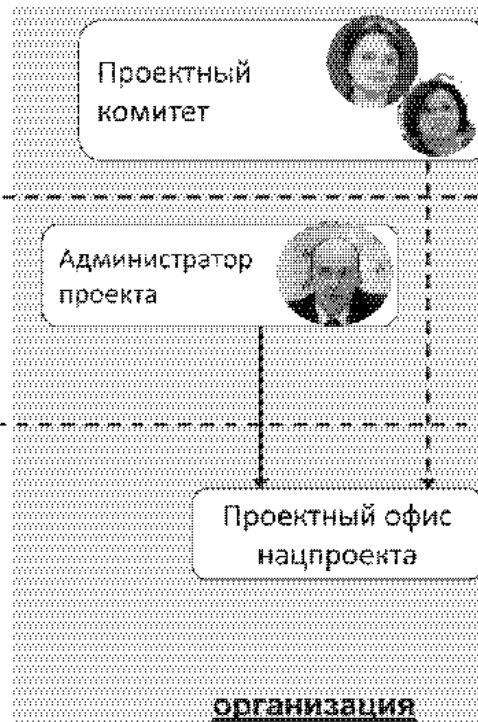 Проектный
комитет
Администратор
проекта
Проектный офис
нацпроекта
организация